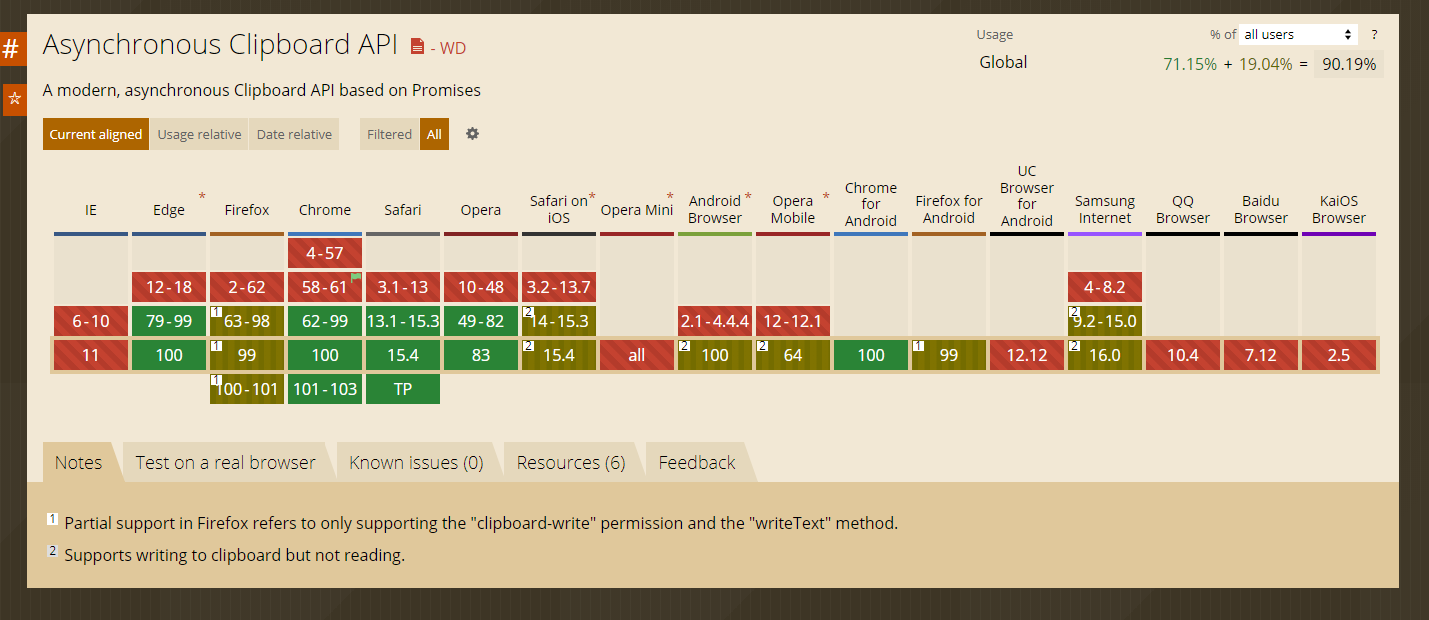 #
Asynchronous Clipboard API - WD
Usage % of all users ?
Global 71.15% + 19.04% = 90.19%
A modern, asynchronous Clipboard API based on Promises
Current aligned Usage relative Date relative Filtered All
IE Edge * Firefox Chrome Safari Opera Safari on iOS * Opera Mini * Android Browser * Opera Mobile * Chrome for Android Firefox for Android UC Browser for Android Samsung Internet QQ Browser Baidu Browser KaiOS Browser
4-57
12-18 2-62 58-61 3.1-13 10-48 3.2-13.7 4-8.2
6-10 79-99 1 63-98 62-99 13.1-15.3 49-82 2 14-15.3 2.1-4.4.4 12-12.1 2 9.2-15.0
11 100 1 99 100 15.4 83 2 15.4 all 2 100 2 64 100 1 99 12.12 2 16.0 10.4 7.12 2.5
1 100-101 101-103 TP
Notes Test on a real browser Known issues (0) Resources (6) Feedback
1 Partial support in Firefox refers to only supporting the "clipboard-write" permission and the "writeText" method.
2 Supports writing to clipboard but not reading.